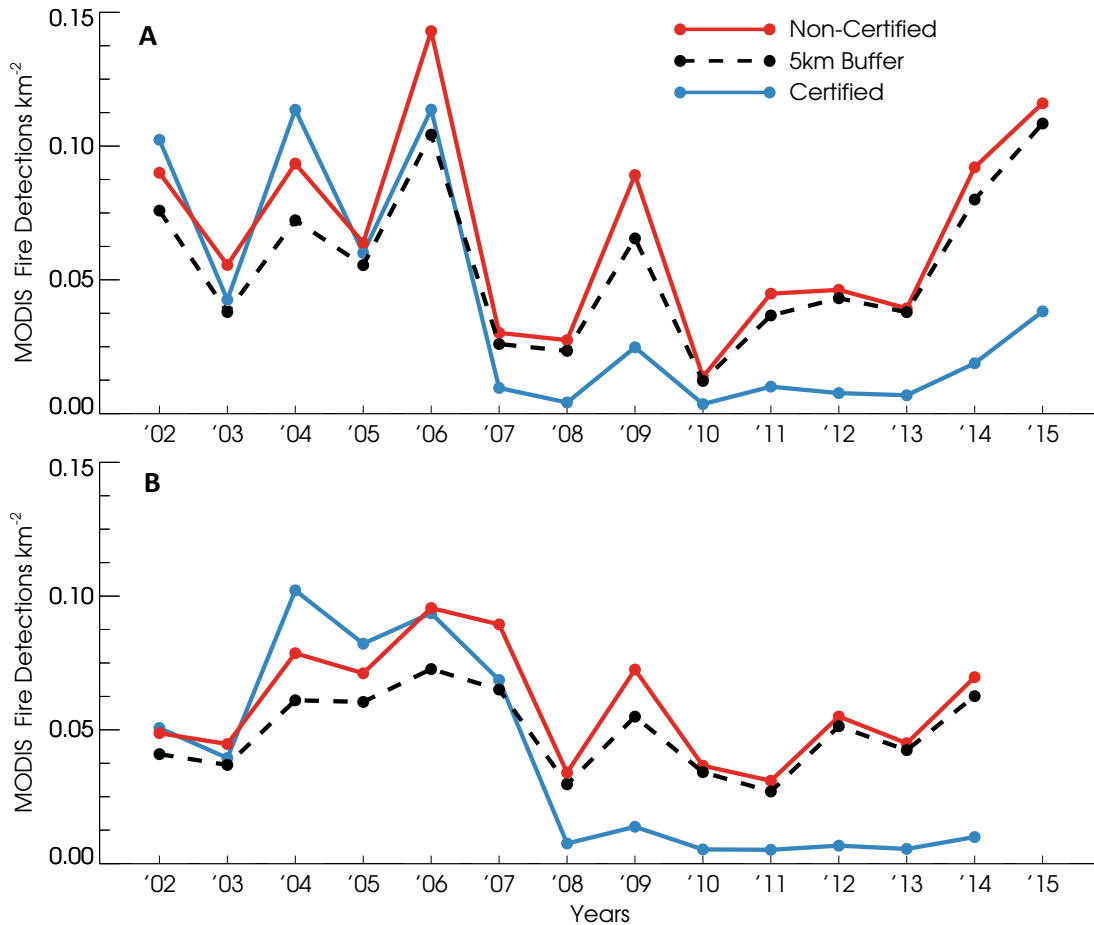 A
Non-Certified
5km Buffer
Certified
MODIS Fire Detections km-2
0.15
0.10
0.05
0.00
'02 '03 '04 '05 '06 '07 '08 '09 '10 '11 '12 '13 '14 '15
B
MODIS Fire Detections km-2
0.15
0.10
0.05
0.00
'02 '03 '04 '05 '06 '07 '08 '09 '10 '11 '12 '13 '14 '15
Years